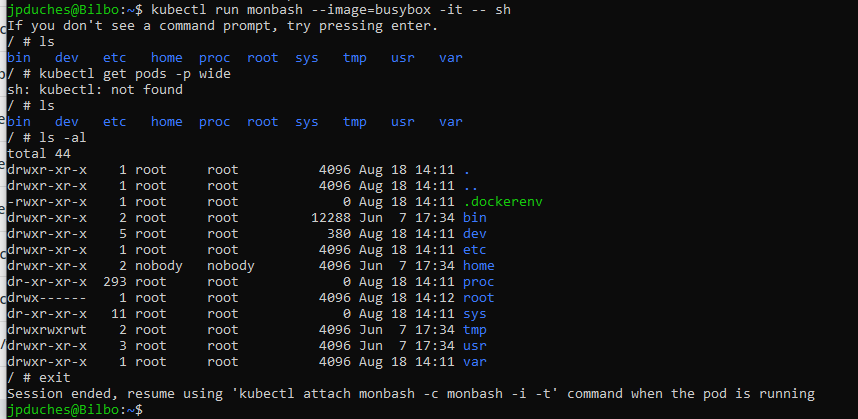 jpduches@Bilbo:~$ kubectl run monbash --image=busybox -it -- sh
If you don't see a command prompt, try pressing enter.
/ # ls
bin   dev   etc   home  proc  root  sys   tmp   usr   var
/ # kubectl get pods -p wide
sh: kubectl: not found
/ # ls
bin   dev   etc   home  proc  root  sys   tmp   usr   var
/ # ls -al
total 44
drwxr-xr-x    1 root     root          4096 Aug 18 14:11 .
drwxr-xr-x    1 root     root          4096 Aug 18 14:11 ..
-rwxr-xr-x    1 root     root             0 Aug 18 14:11 .dockerenv
drwxr-xr-x    2 root     root         12288 Jun  7 17:34 bin
drwxr-xr-x    5 root     root           380 Aug 18 14:11 dev
drwxr-xr-x    1 root     root          4096 Aug 18 14:11 etc
drwxr-xr-x    2 nobody   nobody        4096 Jun  7 17:34 home
dr-xr-xr-x  293 root     root             0 Aug 18 14:11 proc
drwx------    1 root     root          4096 Aug 18 14:12 root
dr-xr-xr-x   11 root     root             0 Aug 18 14:11 sys
drwxrwxrwt    2 root     root          4096 Jun  7 17:34 tmp
drwxr-xr-x    3 root     root          4096 Jun  7 17:34 usr
drwxr-xr-x    1 root     root          4096 Aug 18 14:11 var
/ # exit
Session ended, resume using 'kubectl attach monbash -c monbash -i -t' command when the pod is running
jpduches@Bilbo:~$